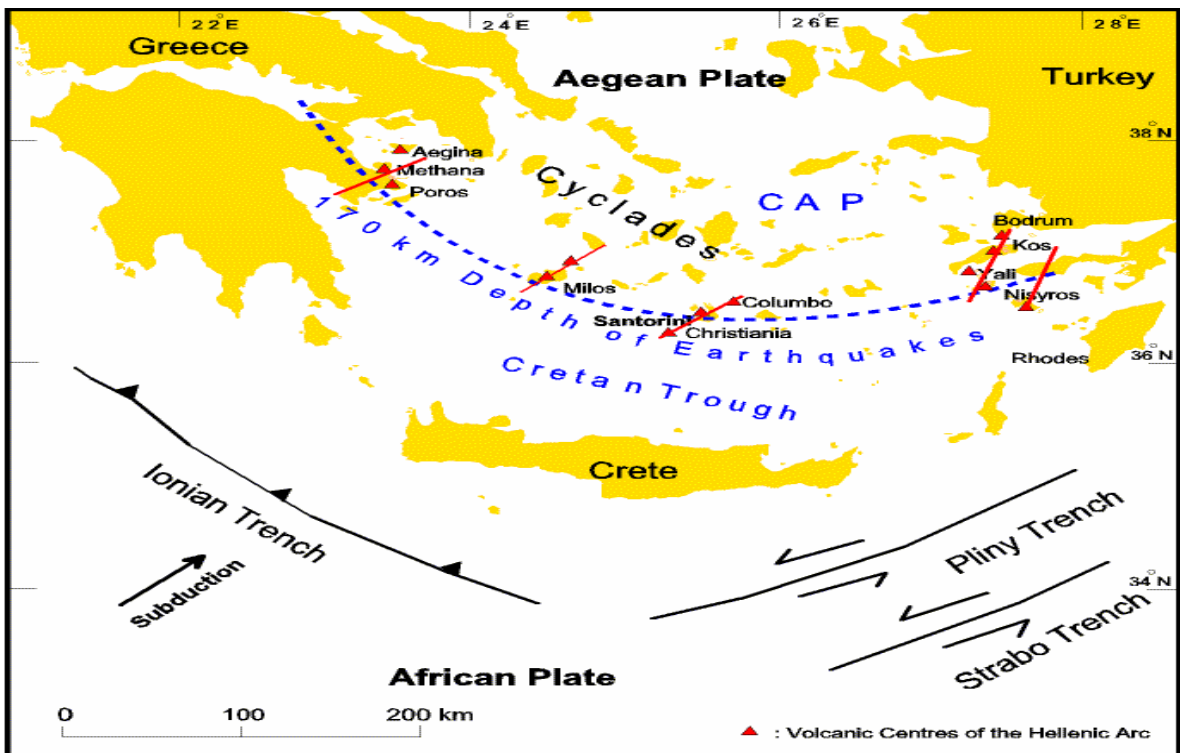 22°E
24°E
26°E
28°E
Greece
Aegean Plate
Turkey
38°N
Aegina
Methana
Poros
Cyclades
CAP
Bodrum
Kos
Yali
Nisyros
170 km Depth of Earthquakes
Milos
Columbo
Santorini
Christiania
Rhodes
36°N
Cretan Trough
Crete
Ionian Trench
Subduction
Pliny Trench
34°N
Strabo Trench
African Plate
0 100 200 km
: Volcanic Centres of the Hellenic Arc